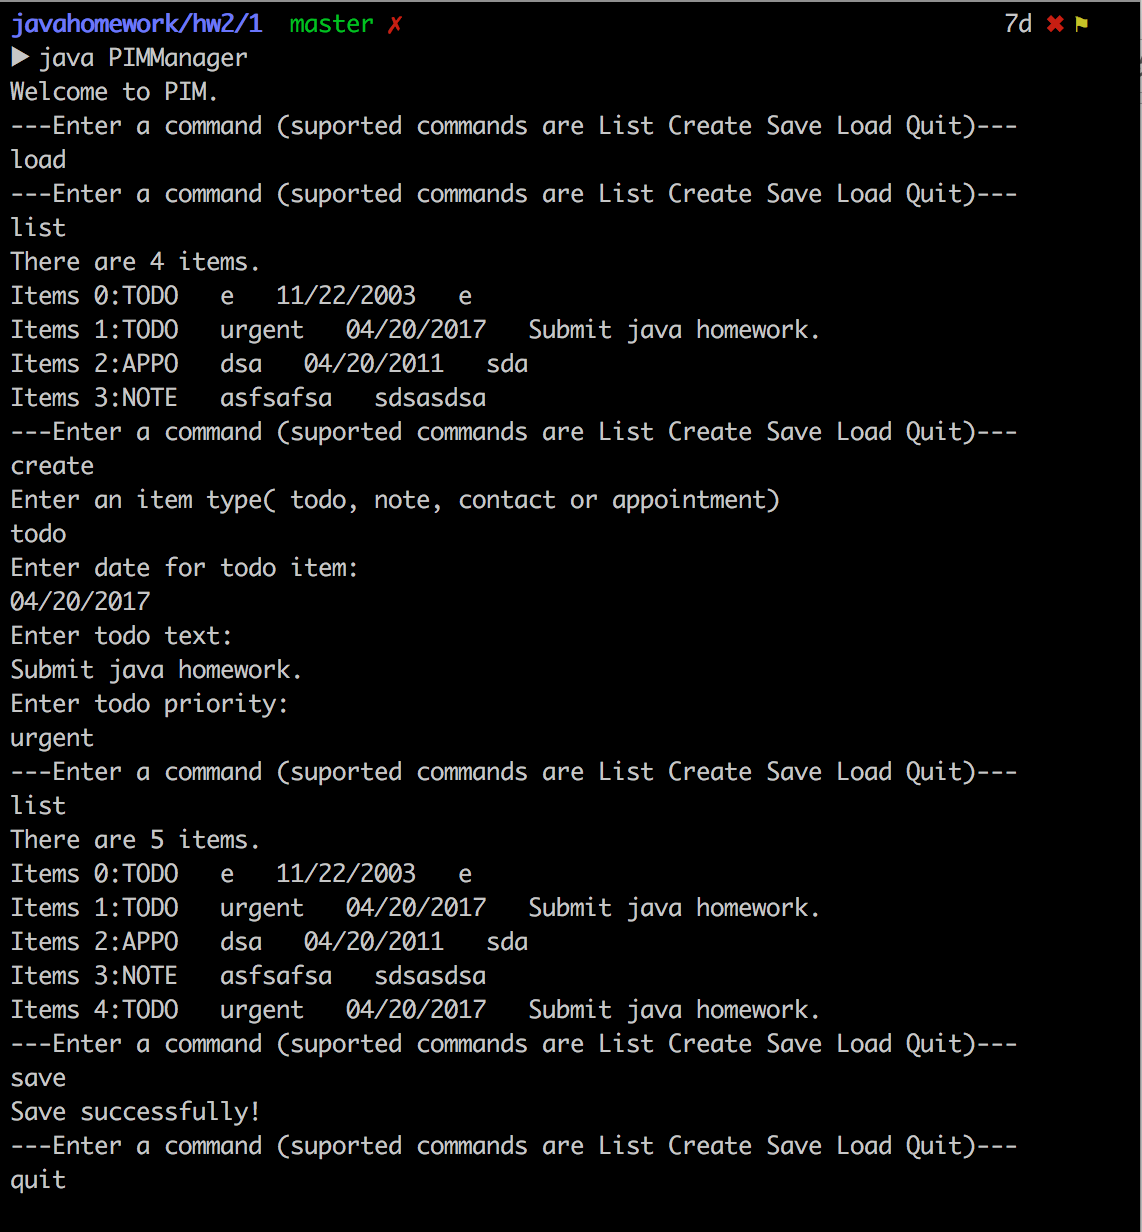 javahomework/hw2/1  master ✗ 7d ✖ ⚑
▶ java PIMManager
Welcome to PIM.
---Enter a command (suported commands are List Create Save Load Quit)---
load
---Enter a command (suported commands are List Create Save Load Quit)---
list
There are 4 items.
Items 0:TODO   e   11/22/2003   e
Items 1:TODO   urgent   04/20/2017   Submit java homework.
Items 2:APPO   dsa   04/20/2011   sda
Items 3:NOTE   asfsafsa   sdsasdsa
---Enter a command (suported commands are List Create Save Load Quit)---
create
Enter an item type( todo, note, contact or appointment)
todo
Enter date for todo item:
04/20/2017
Enter todo text:
Submit java homework.
Enter todo priority:
urgent
---Enter a command (suported commands are List Create Save Load Quit)---
list
There are 5 items.
Items 0:TODO   e   11/22/2003   e
Items 1:TODO   urgent   04/20/2017   Submit java homework.
Items 2:APPO   dsa   04/20/2011   sda
Items 3:NOTE   asfsafsa   sdsasdsa
Items 4:TODO   urgent   04/20/2017   Submit java homework.
---Enter a command (suported commands are List Create Save Load Quit)---
save
Save successfully!
---Enter a command (suported commands are List Create Save Load Quit)---
quit